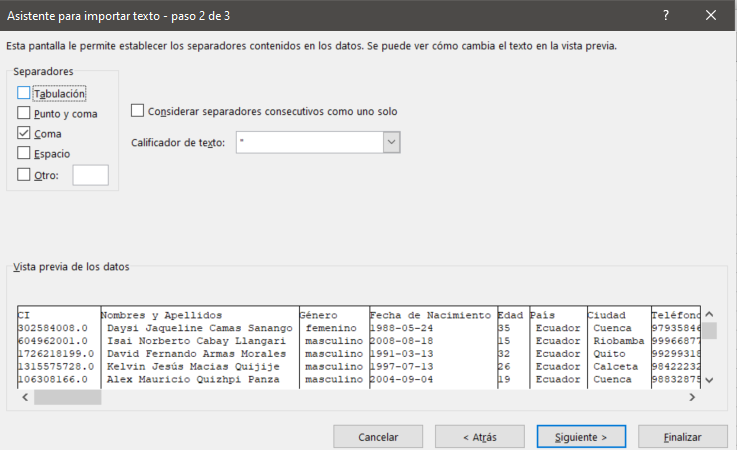 Asistente para importar texto - paso 2 de 3 ?
Esta pantalla le permite establecer los separadores contenidos en los datos. Se puede ver cómo cambia el texto en la vista previa.
Separadores
Tabulación
Punto y coma
Coma
Espacio
Otro:
Considerar separadores consecutivos como uno solo
Calificador de texto: "
Vista previa de los datos
CI Nombres y Apellidos Género Fecha de Nacimiento Edad País Ciudad Teléfono
302584008.0 Daysi Jaqueline Camas Sanango femenino 1988-05-24 35 Ecuador Cuenca 97935846
604962001.0 Isai Norberto Cabay Llangari masculino 2008-08-18 15 Ecuador Riobamba 99966877
1726218199.0 David Fernando Armas Morales masculino 1991-03-13 32 Ecuador Quito 99299318
1315575728.0 Kelvin Jesús Macias Quijije masculino 1997-07-13 26 Ecuador Calceta 98422232
106308166.0 Alex Mauricio Quizhpi Panza masculino 2004-09-04 19 Ecuador Cuenca 98832875
Cancelar < Atrás Siguiente > Finalizar